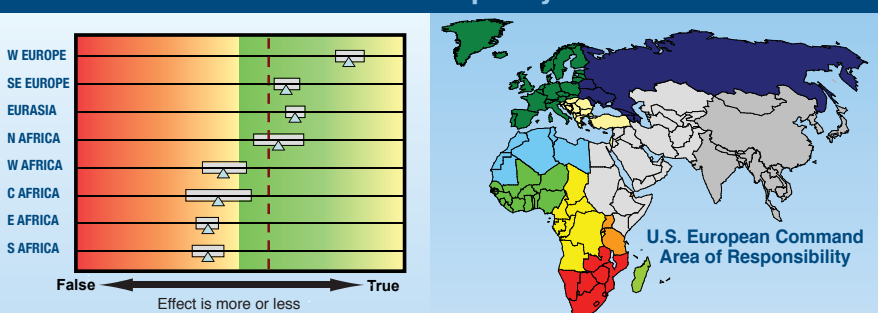 W EUROPE
SE EUROPE
EURASIA
N AFRICA
W AFRICA
C AFRICA
E AFRICA
S AFRICA
False
True
Effect is more or less
U.S. European Command
Area of Responsibility